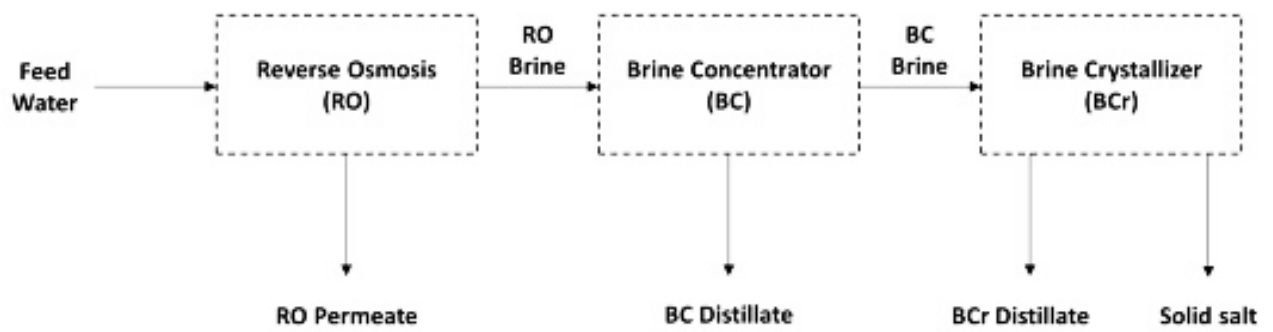 Feed
Water
Reverse Osmosis
(RO)
RO
Brine
Brine Concentrator
(BC)
BC
Brine
Brine Crystallizer
(BCr)
RO Permeate
BC Distillate
BCr Distillate
Solid salt